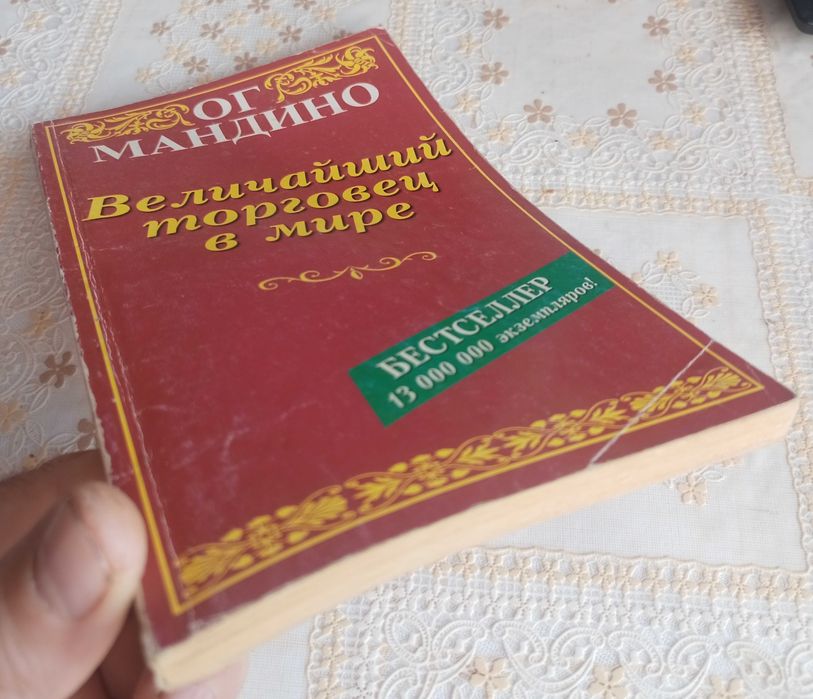 ОГ
МАНДИНО
Величайший
торговец
в мире
БЕСТСЕЛЛЕР
13 000 000 экземпляров!